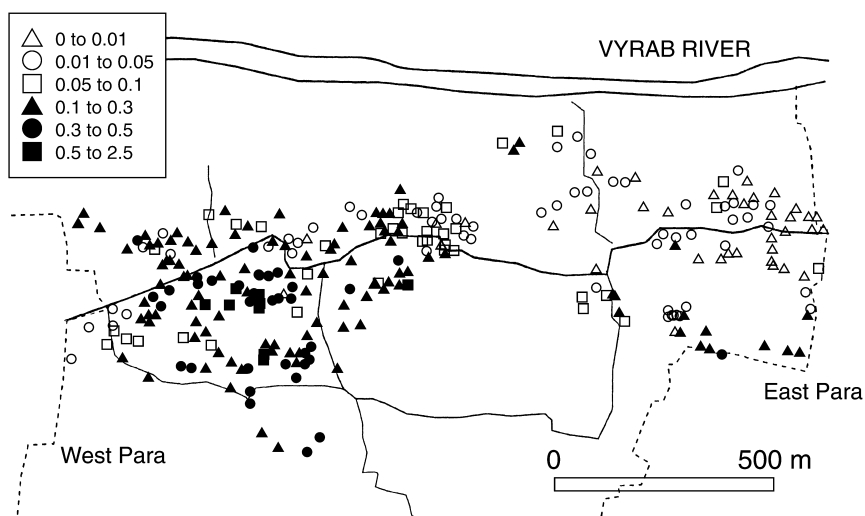 0 to 0.01
0.01 to 0.05
0.05 to 0.1
0.1 to 0.3
0.3 to 0.5
0.5 to 2.5
VYRAB RIVER
East Para
West Para
0 500 m